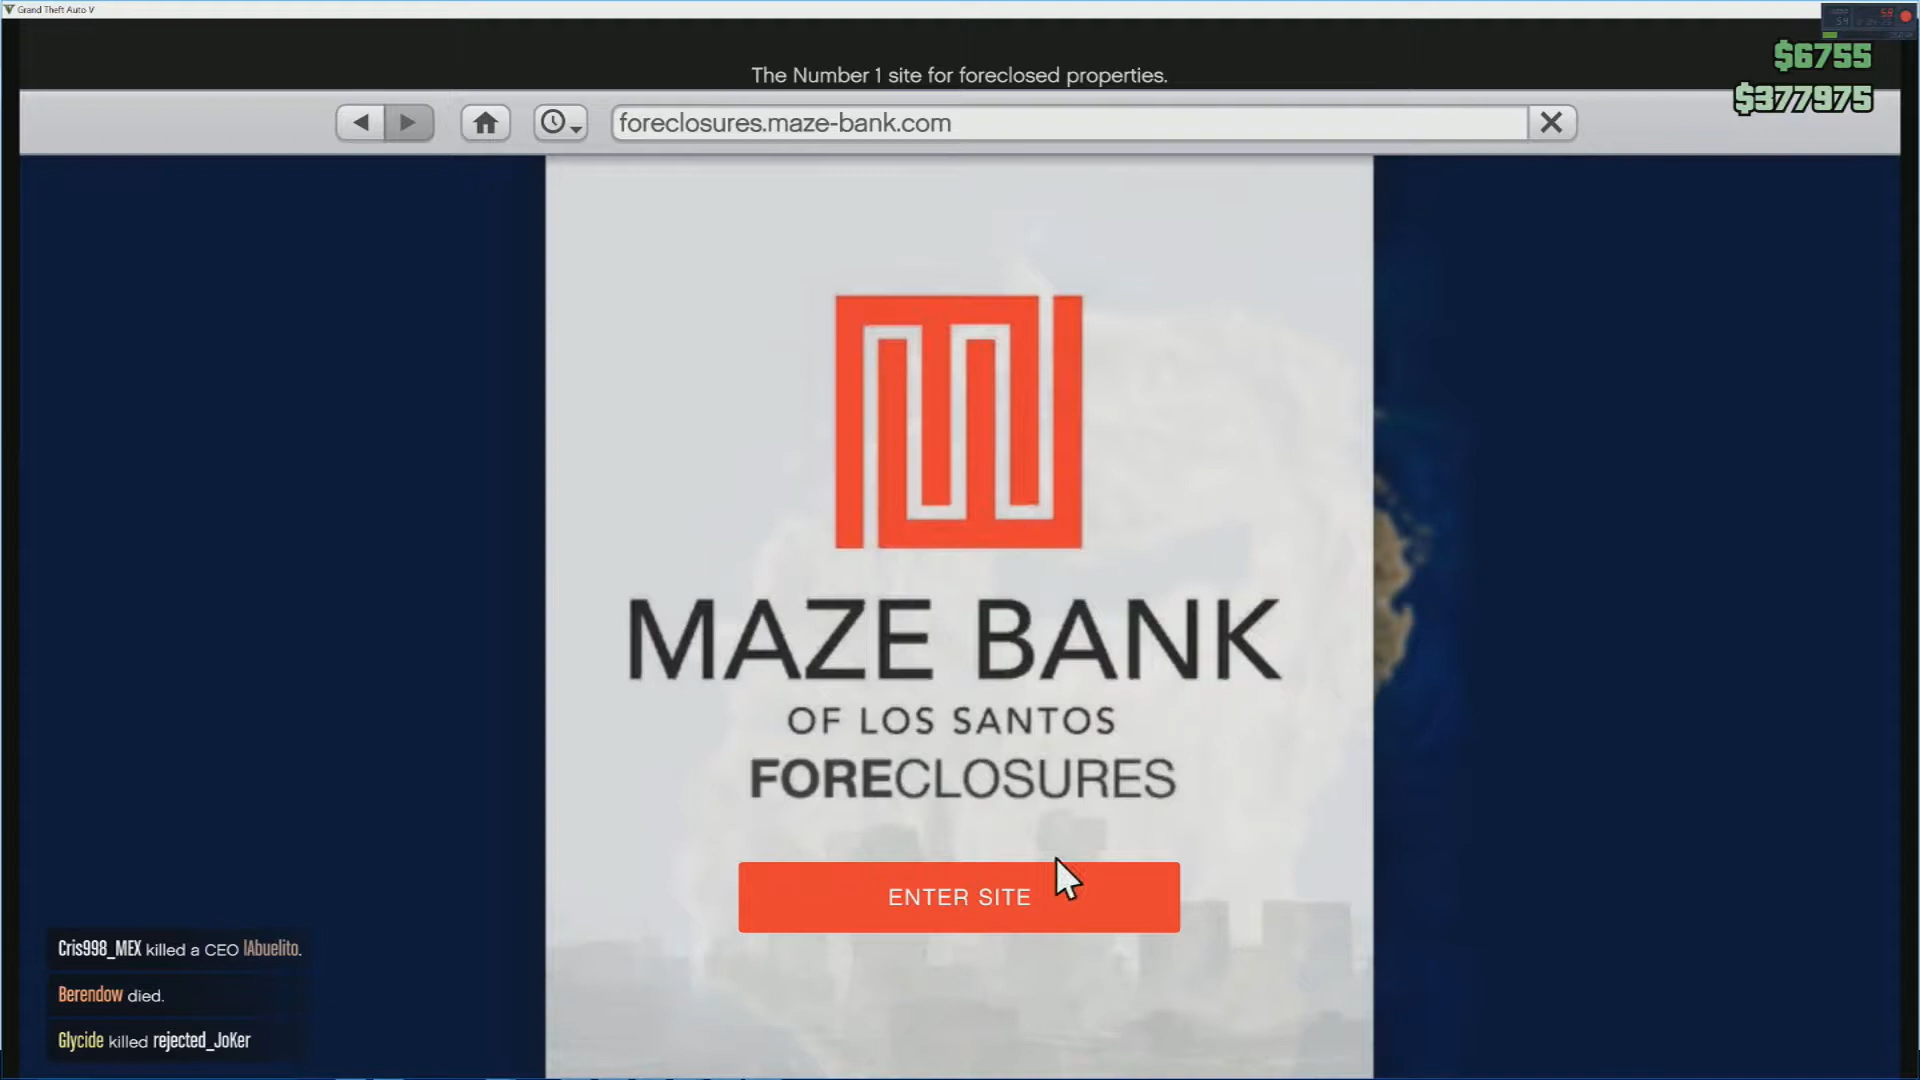 Grand Theft Auto V
$6755
The Number 1 site for foreclosed properties.
$377975
foreclosures.maze-bank.com
MAZE BANK
OF LOS SANTOS
FORECLOSURES
ENTER SITE
Cris998_MEX killed a CEO lAbuelito.
Berendow died.
Glycide killed rejected_JoKer